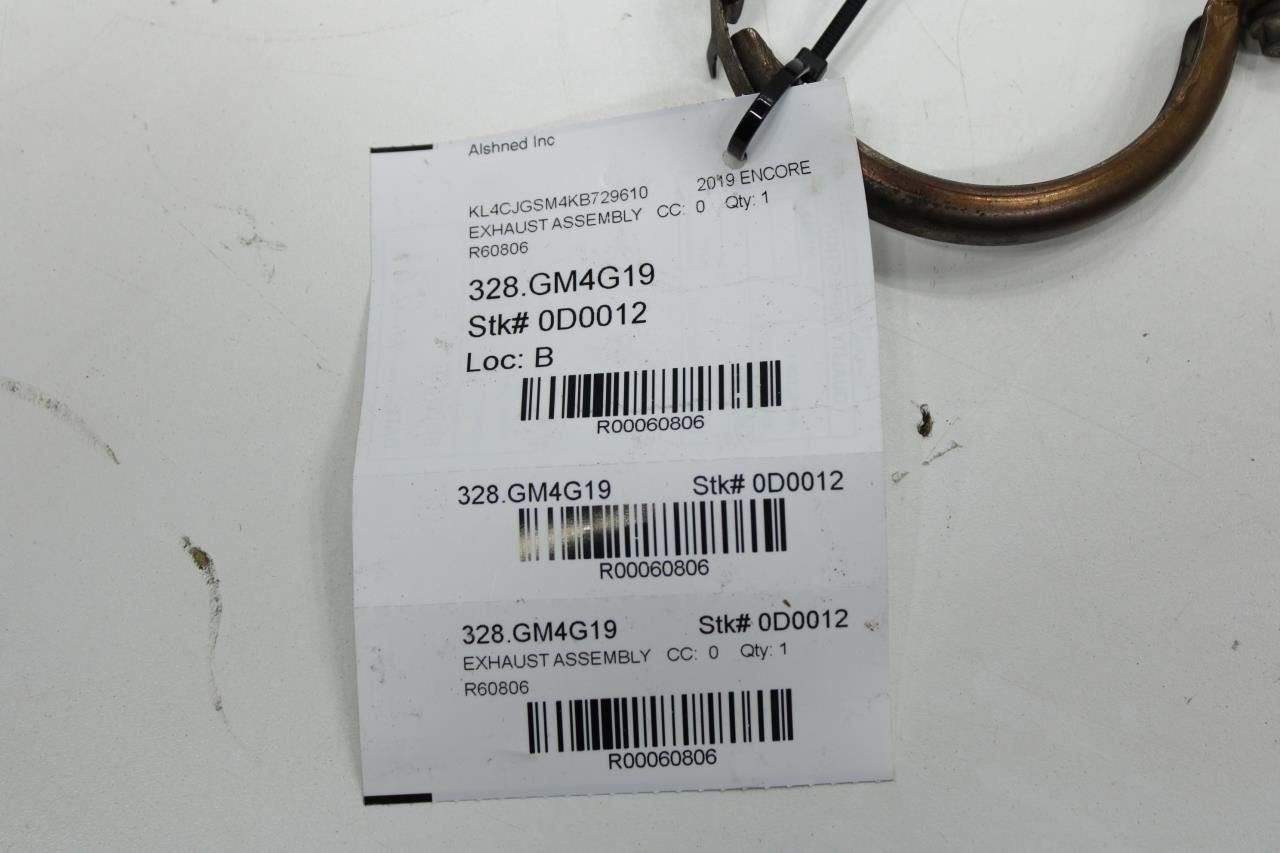 Alshned Inc
KL4CJGSM4KB729610 2019 ENCORE
EXHAUST ASSEMBLY CC: 0 Qty: 1
R60806
328.GM4G19
Stk# 0D0012
Loc: B
R00060806
328.GM4G19 Stk# 0D0012
R00060806
328.GM4G19 Stk# 0D0012
EXHAUST ASSEMBLY CC: 0 Qty: 1
R60806
R00060806